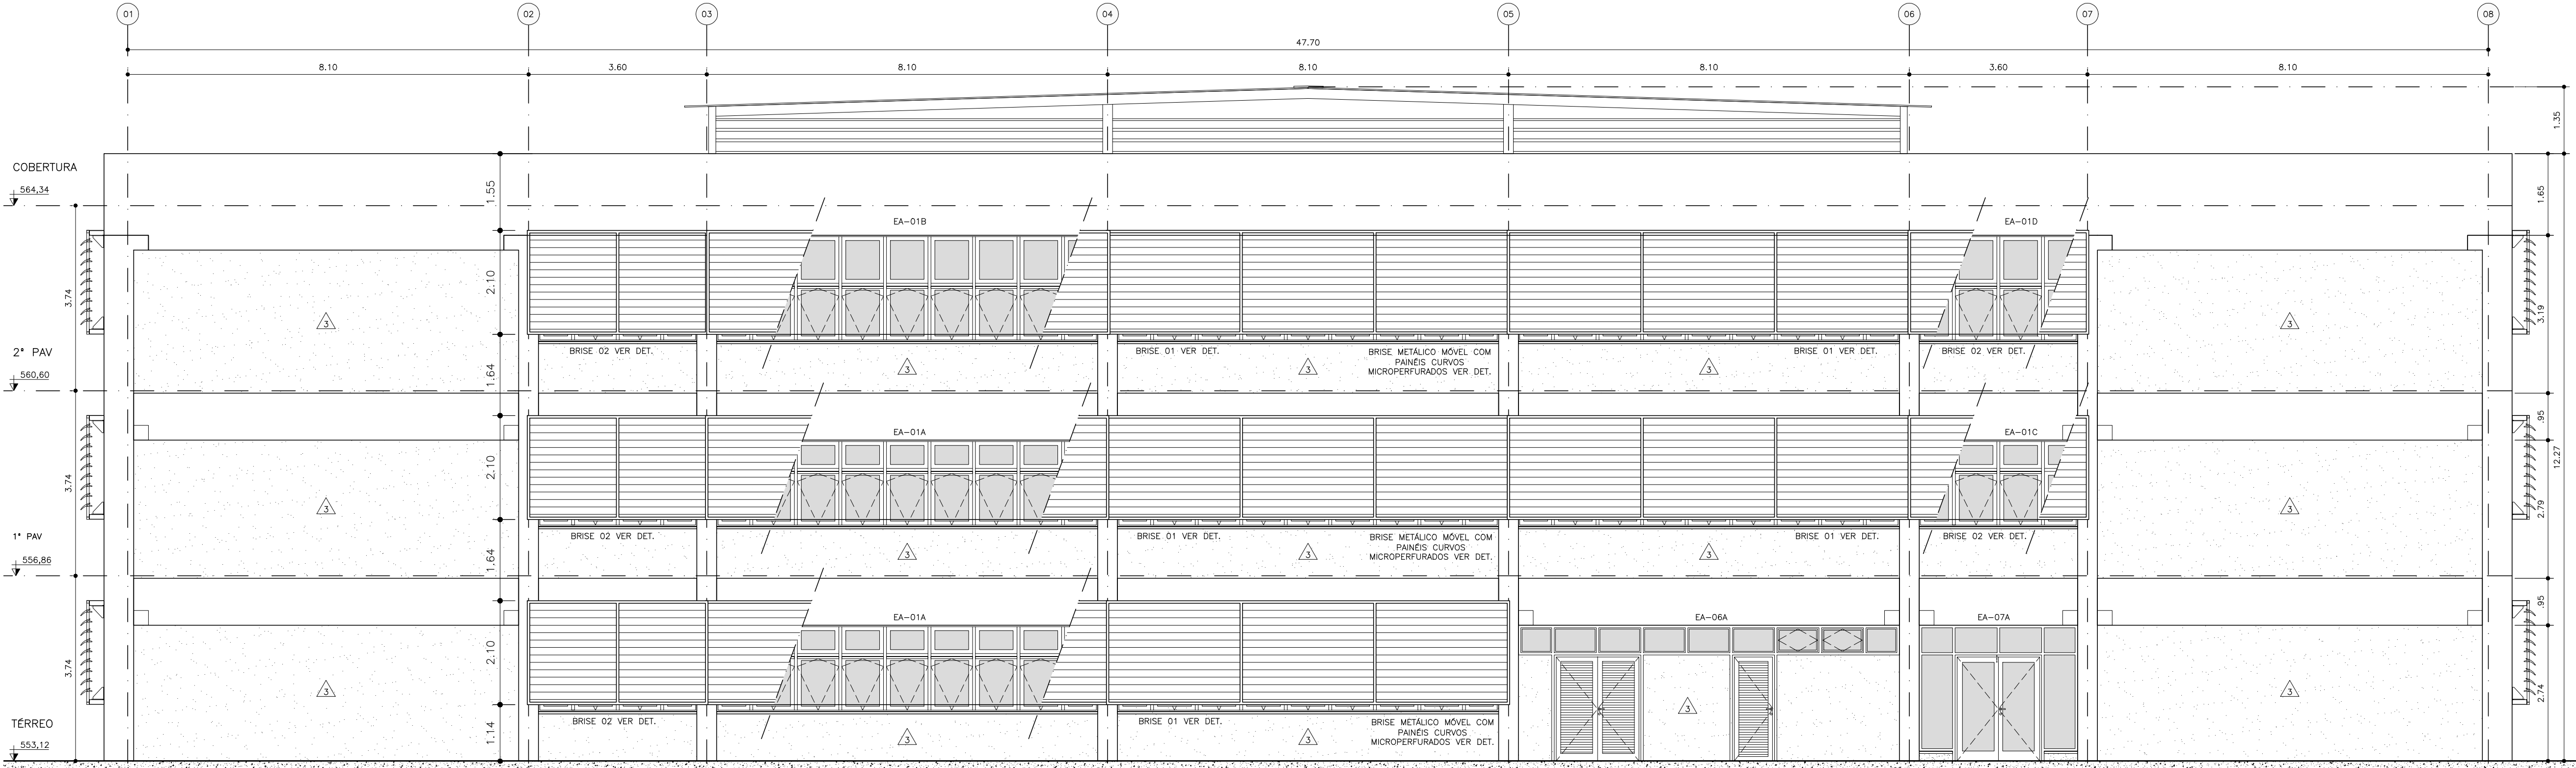 01 02 03 04 05 06 07 08
47.70
8.10 3.60 8.10 8.10 8.10 3.60 8.10
1.35
COBERTURA
564,34
1.55
1.65
EA-01B EA-01D
3.74
2.10
3
3
3.19
2° PAV
BRISE 02 VER DET. BRISE 01 VER DET. BRISE METÁLICO MÓVEL COM BRISE 01 VER DET. BRISE 02 VER DET.
PAINÉIS CURVOS
MICROPERFURADOS VER DET.
3 3 3
560,60
1.64
.95
EA-01A EA-01C
12.27
3.74
2.10
3
3
2.79
1° PAV
BRISE 02 VER DET. BRISE 01 VER DET. BRISE METÁLICO MÓVEL COM BRISE 01 VER DET. BRISE 02 VER DET.
PAINÉIS CURVOS
MICROPERFURADOS VER DET.
3 3 3
556,86
1.64
.95
EA-01A EA-06A EA-07A
3.74
2.10
3
3
3
2.74
TÉRREO
BRISE 02 VER DET. BRISE 01 VER DET. BRISE METÁLICO MÓVEL COM
PAINÉIS CURVOS
MICROPERFURADOS VER DET.
3 3
553,12
1.14